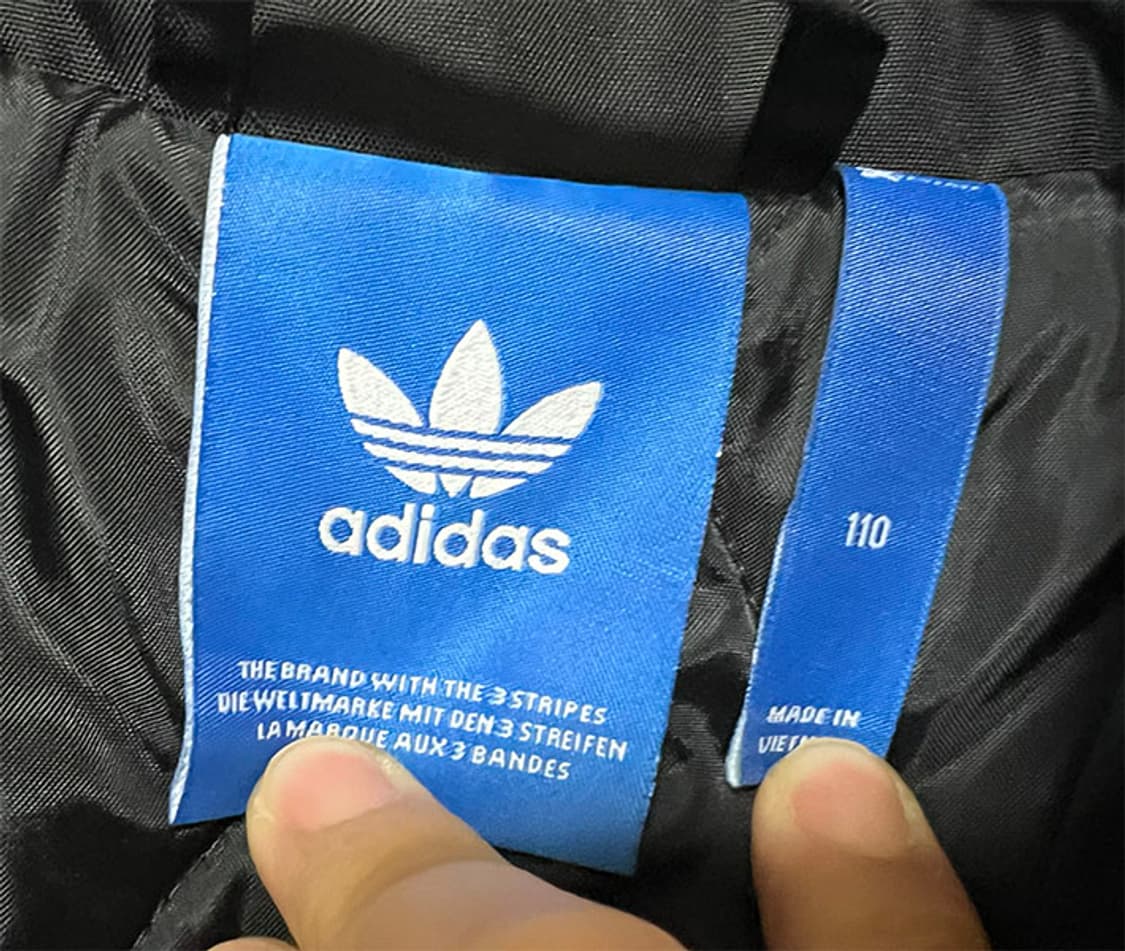 adidas
THE BRAND WITH THE 3 STRIPES
DIE WELTMARKE MIT DEN 3 STREIFEN
LA MARQUE AUX 3 BANDES
110
MADE IN